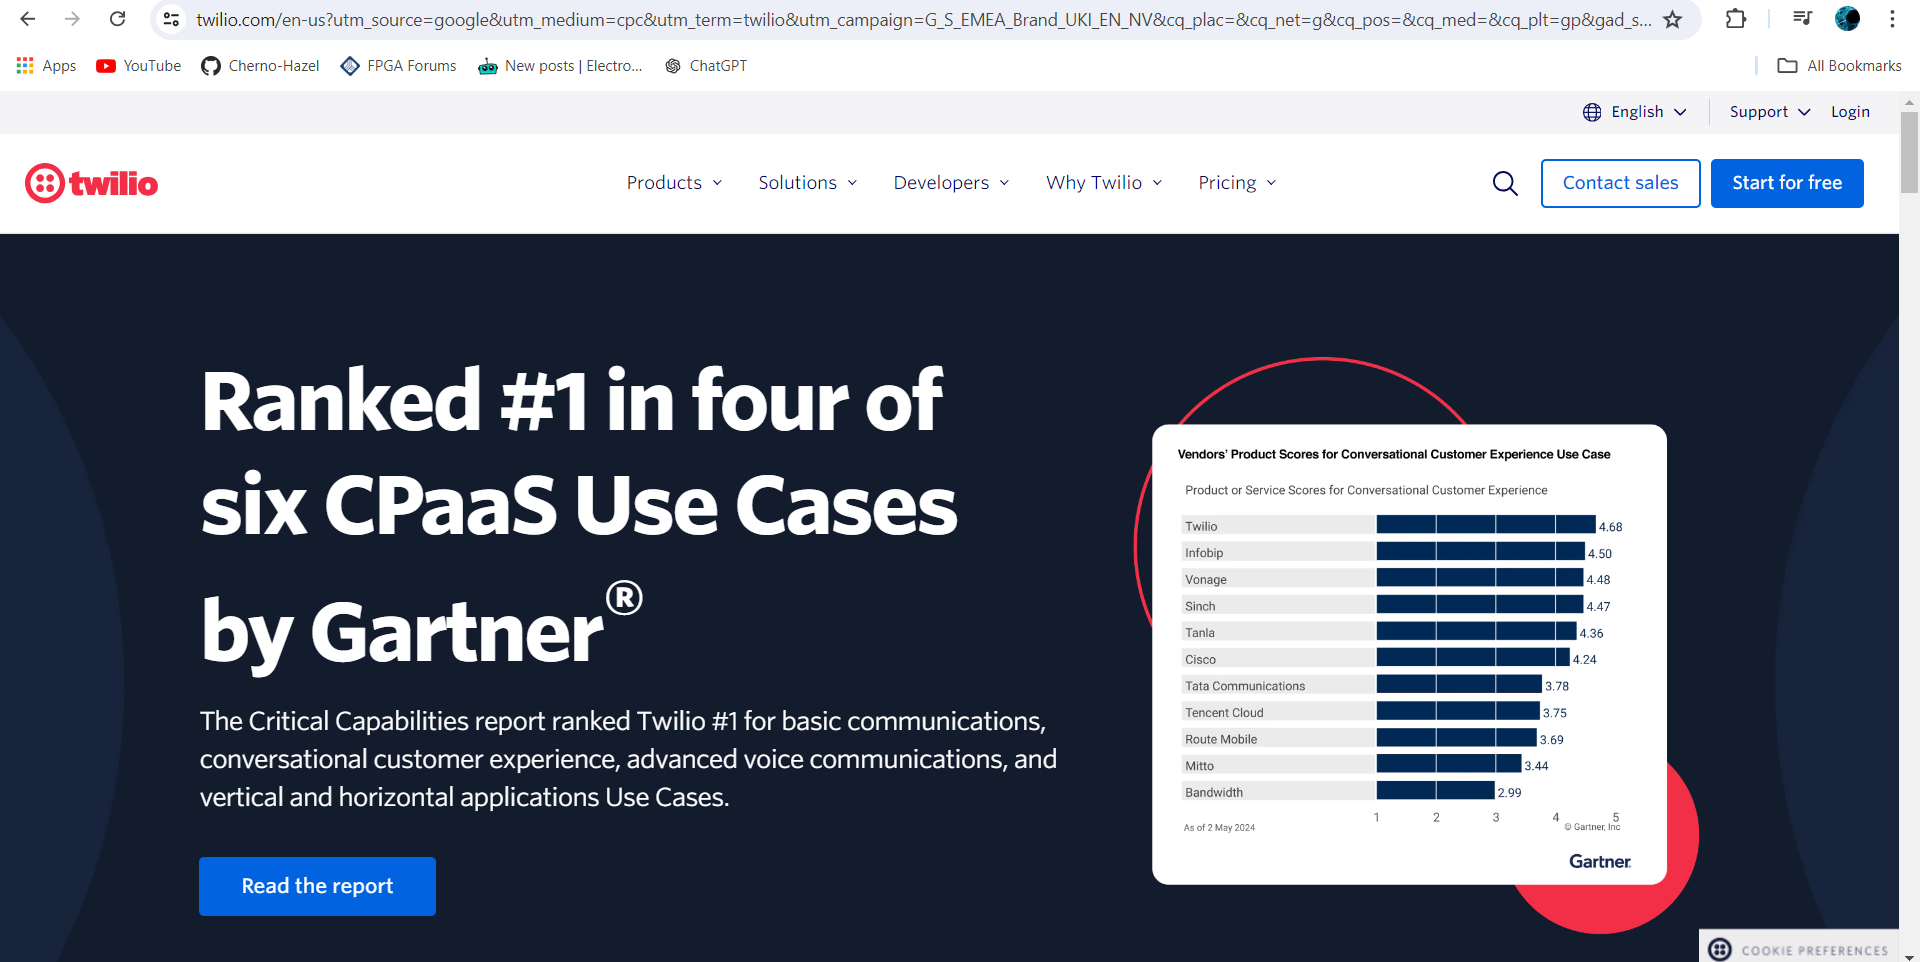 twilio.com/en-us?utm_source=google&utm_medium=cpc&utm_term=twilio&utm_campaign=G_S_EMEA_Brand_UKI_EN_NV&cq_plac=&cq_net=g&cq_pos=&cq_med=&cq_plt=gp&gad_s...
Apps YouTube Cherno-Hazel FPGA Forums New posts | Electro... ChatGPT All Bookmarks
English Support Login
twilio Products Solutions Developers Why Twilio Pricing Contact sales Start for free
Ranked #1 in four of
six CPaaS Use Cases
by Gartner®
The Critical Capabilities report ranked Twilio #1 for basic communications,
conversational customer experience, advanced voice communications, and
vertical and horizontal applications Use Cases.
Read the report
Vendors' Product Scores for Conversational Customer Experience Use Case
Product or Service Scores for Conversational Customer Experience
Twilio 4.68
Infobip 4.50
Vonage 4.48
Sinch 4.47
Tanla 4.36
Cisco 4.24
Tata Communications 3.78
Tencent Cloud 3.75
Route Mobile 3.69
Mitto 3.44
Bandwidth 2.99
1 2 3 4 5
As of 2 May 2024 © Gartner, Inc
Gartner
COOKIE PREFERENCES